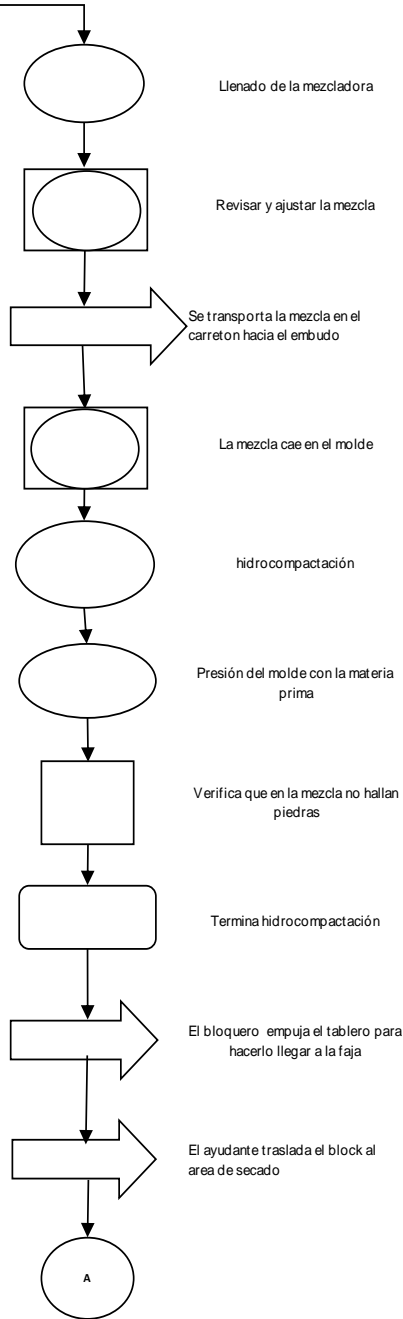 Llenado de la mezcladora
Revisar y ajustar la mezcla
Se transporta la mezcla en el
carreton hacia el embudo
La mezcla cae en el molde
hidrocompactación
Presión del molde con la materia
prima
Verifica que en la mezcla no hallan
piedras
Termina hidrocompactación
El bloquero empuja el tablero para
hacerlo llegar a la faja
El ayudante traslada el block al
area de secado
A